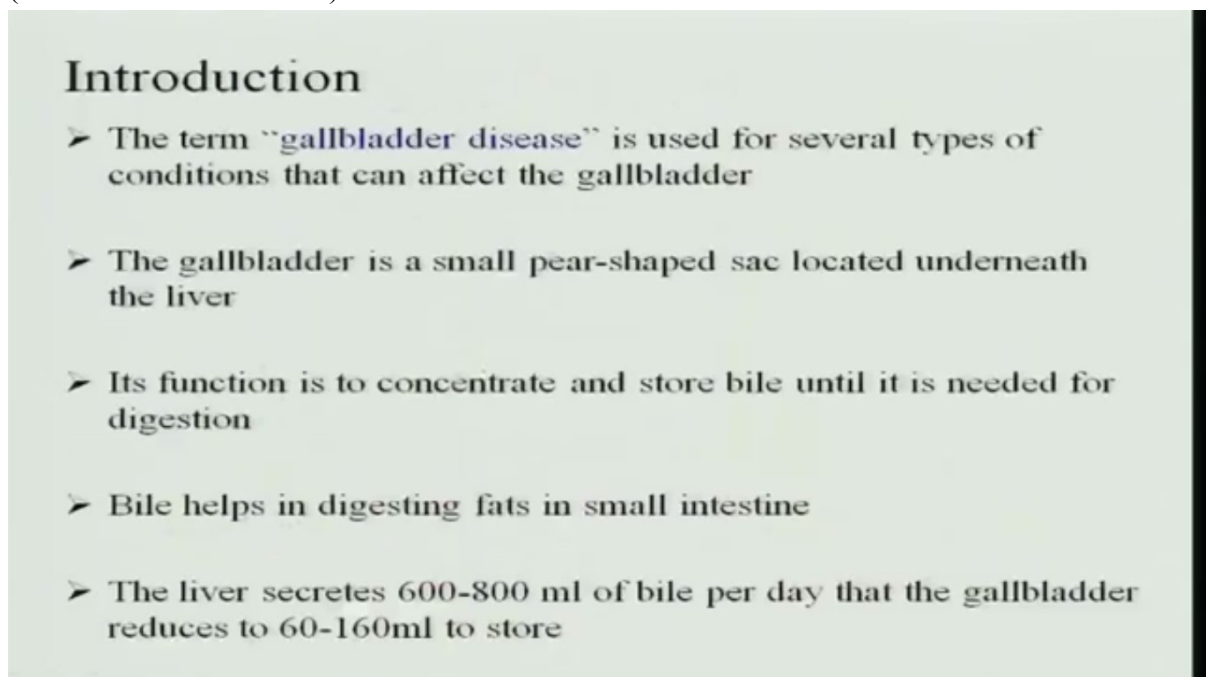 Introduction
➤ The term “gallbladder disease” is used for several types of
conditions that can affect the gallbladder
➤ The gallbladder is a small pear-shaped sac located underneath
the liver
➤ Its function is to concentrate and store bile until it is needed for
digestion
➤ Bile helps in digesting fats in small intestine
➤ The liver secretes 600-800 ml of bile per day that the gallbladder
reduces to 60-160ml to store